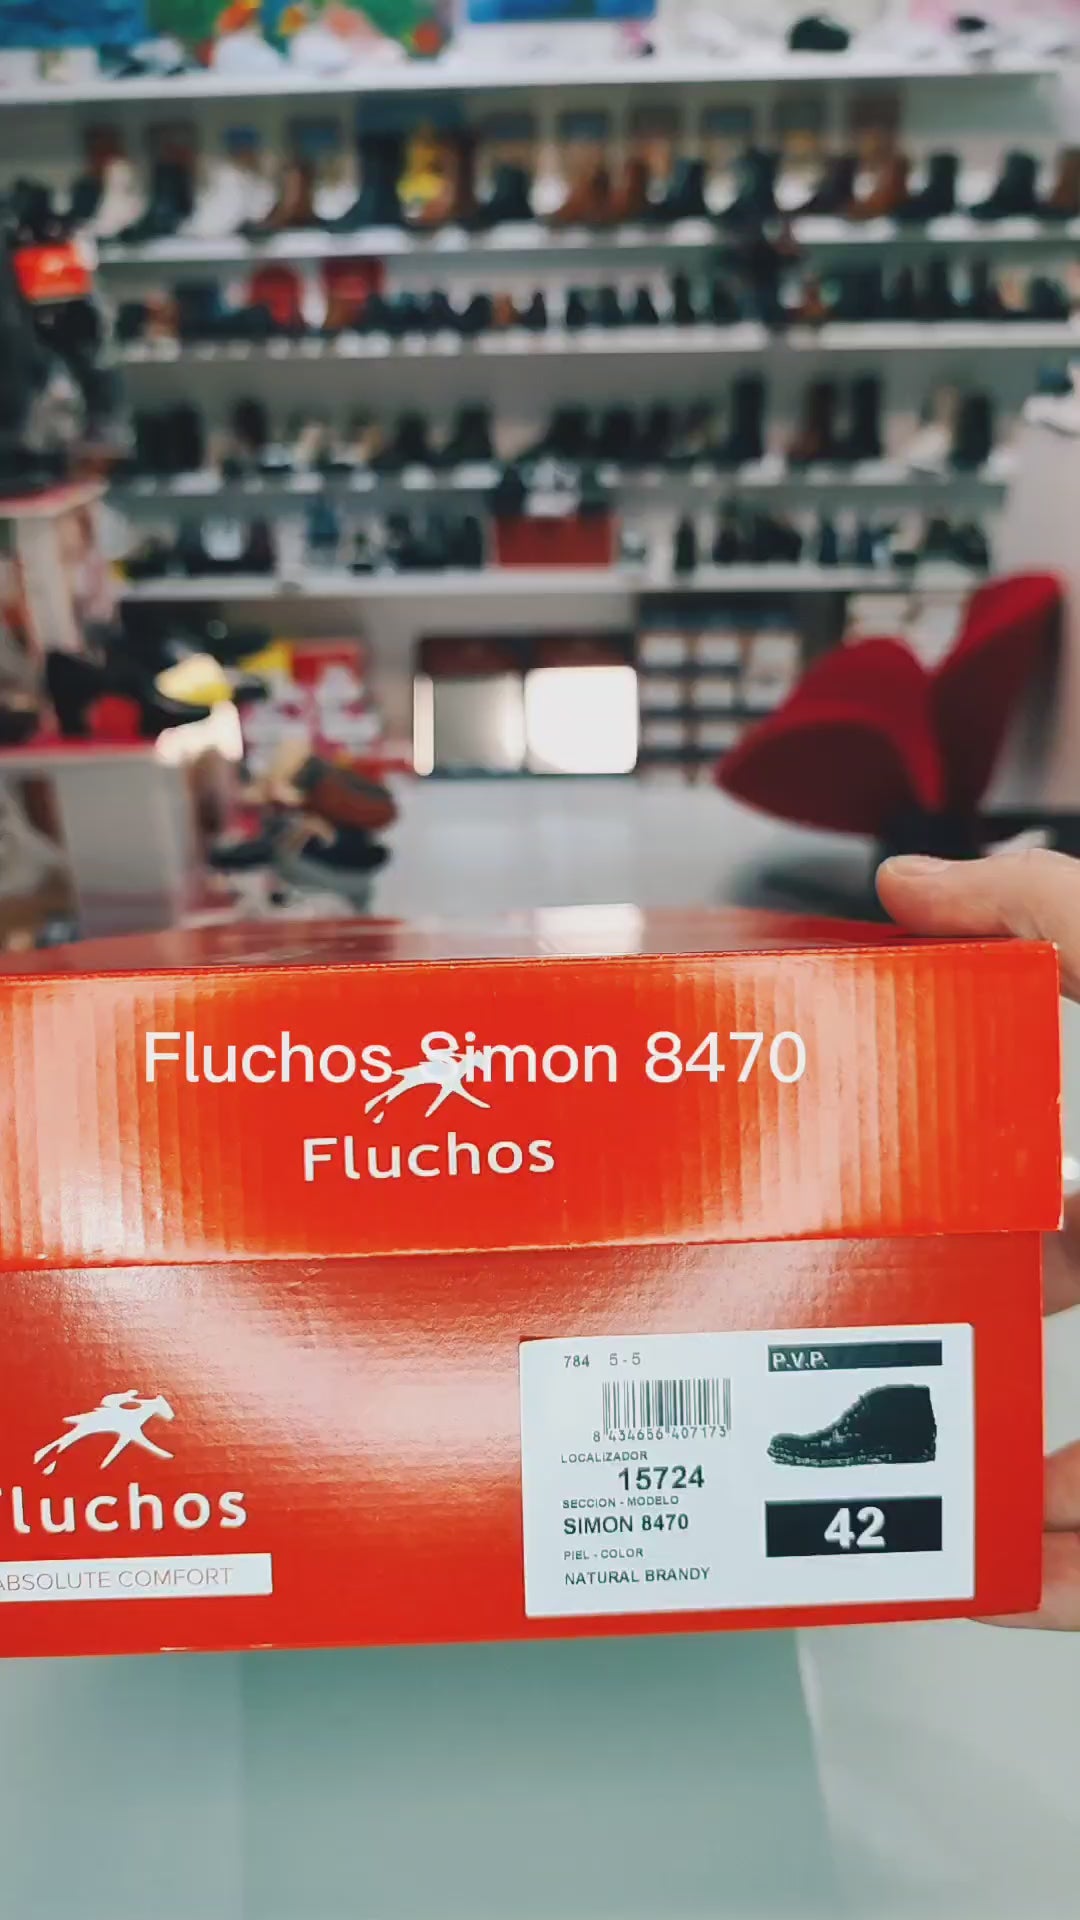 Fluchos Simon 8470
Fluchos
784 5-5
P.V.P.
8 434656 407173
LOCALIZADOR
15724
SECCION - MODELO
SIMON 8470
42
PIEL - COLOR
NATURAL BRANDY
Fluchos
ABSOLUTE COMFORT